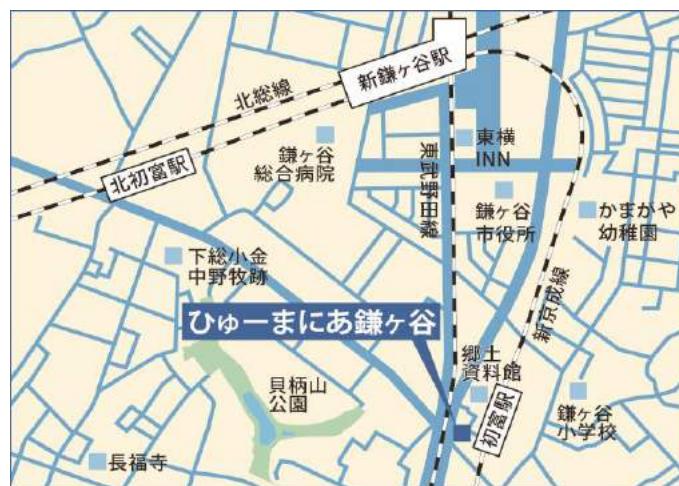 新鎌ヶ谷駅
北総線
北初富駅
鎌ヶ谷
総合病院
東武野田線
東横
INN
鎌ヶ谷
市役所
かまがや
幼稚園
新京成線
下総小金
中野牧跡
ひゅーまにあ鎌ヶ谷
郷土
資料館
初富駅
鎌ヶ谷
小学校
貝柄山
公園
長福寺